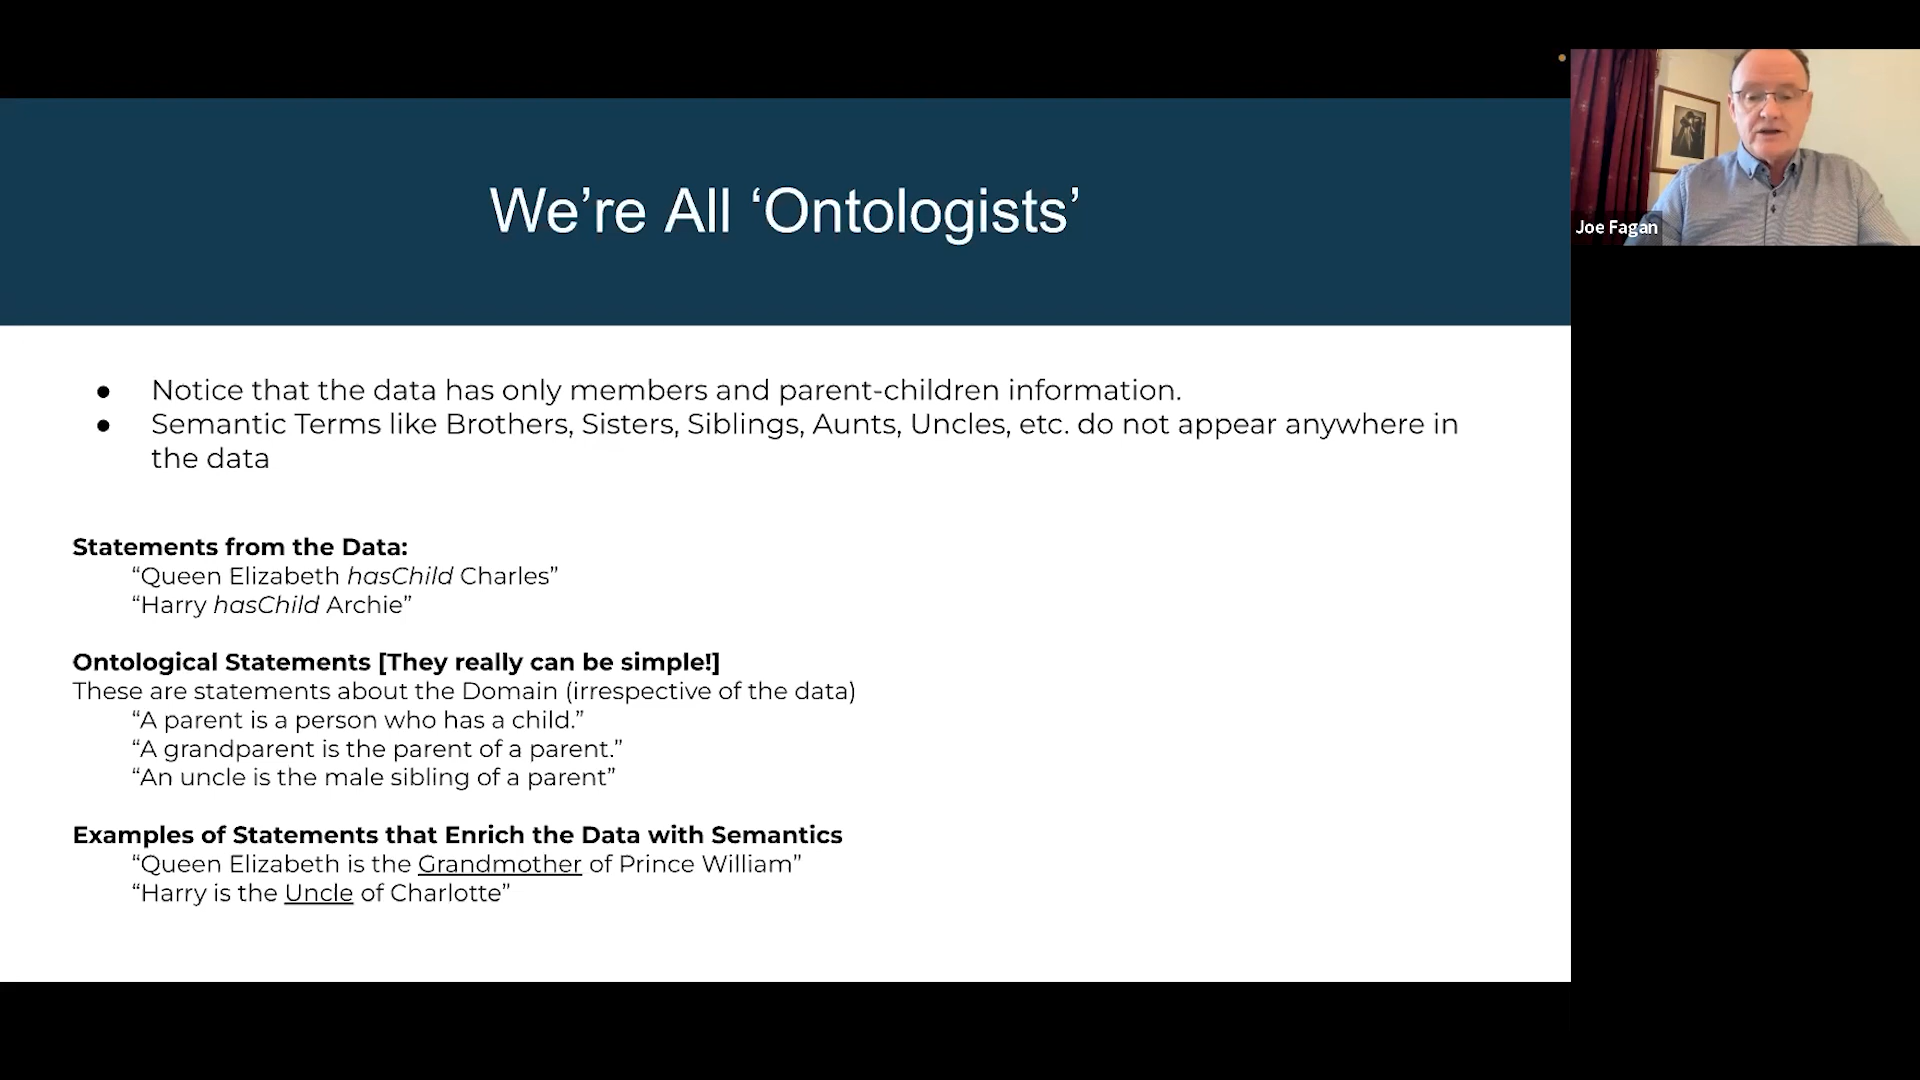 We’re All ‘Ontologists’
Joe Fagan
● Notice that the data has only members and parent-children information.
● Semantic Terms like Brothers, Sisters, Siblings, Aunts, Uncles, etc. do not appear anywhere in
the data
Statements from the Data:
“Queen Elizabeth hasChild Charles”
“Harry hasChild Archie”
Ontological Statements [They really can be simple!]
These are statements about the Domain (irrespective of the data)
“A parent is a person who has a child.”
“A grandparent is the parent of a parent.”
“An uncle is the male sibling of a parent”
Examples of Statements that Enrich the Data with Semantics
“Queen Elizabeth is the Grandmother of Prince William”
“Harry is the Uncle of Charlotte”